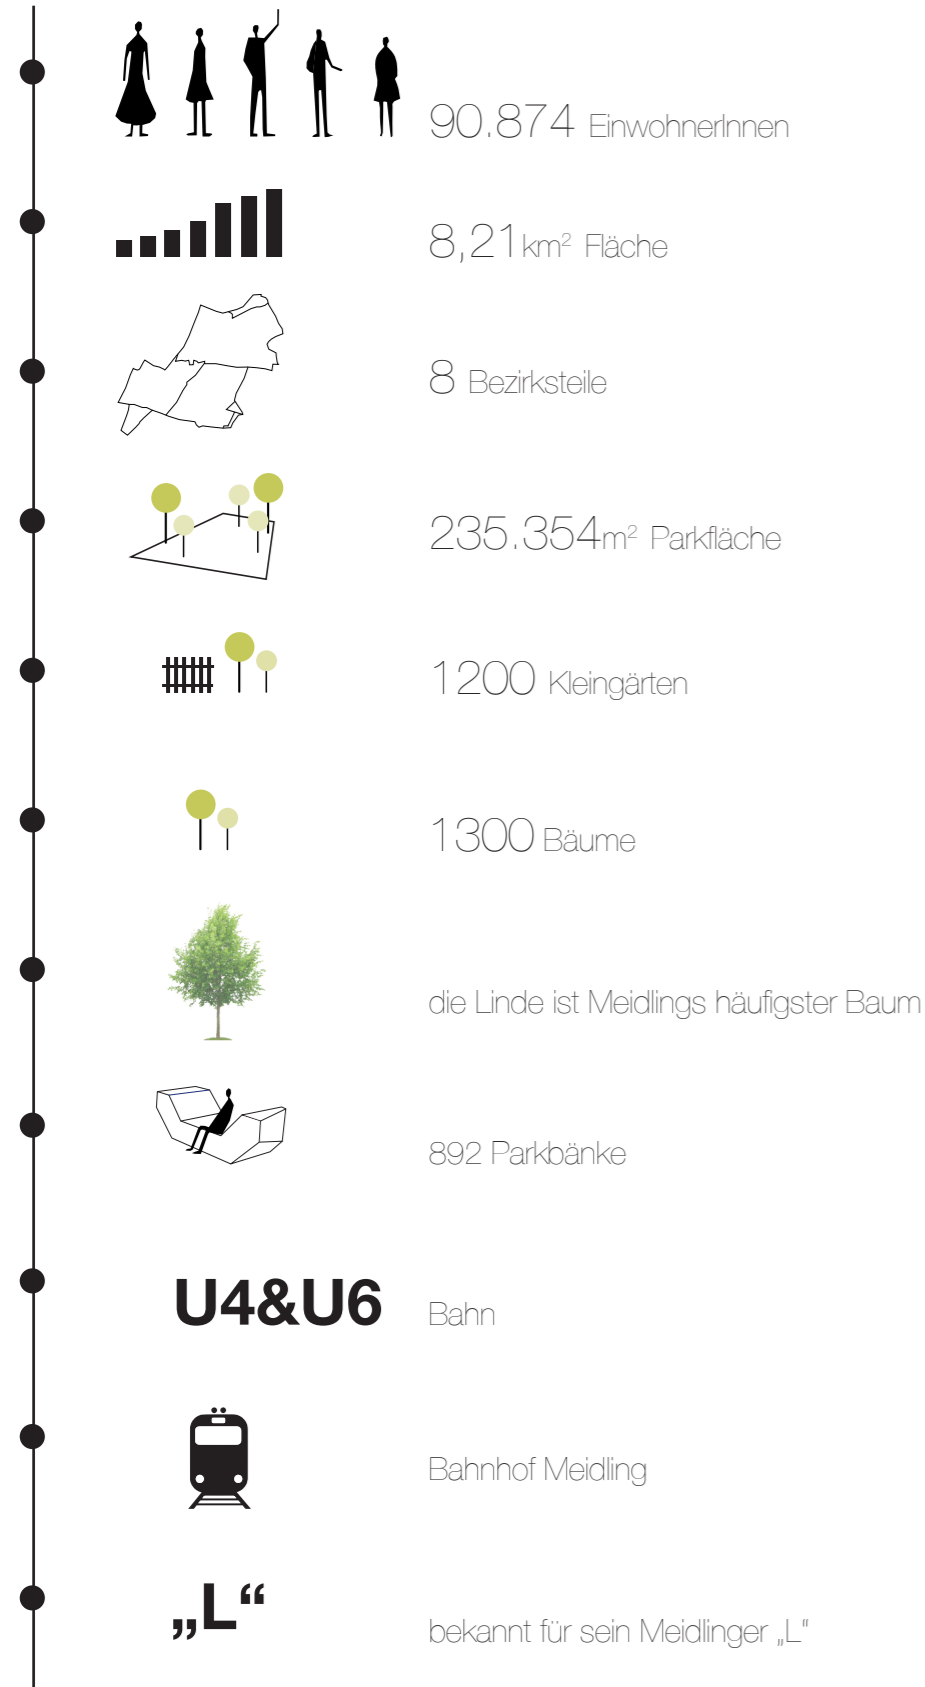 90.874 EinwohnerInnen
8,21km² Fläche
8 Bezirksteile
235.354m² Parkfläche
1200 Kleingärten
1300 Bäume
die Linde ist Meidlings häufigster Baum
892 Parkbänke
U4&U6 Bahn
Bahnhof Meidling
„L“
bekannt für sein Meidlinger „L“